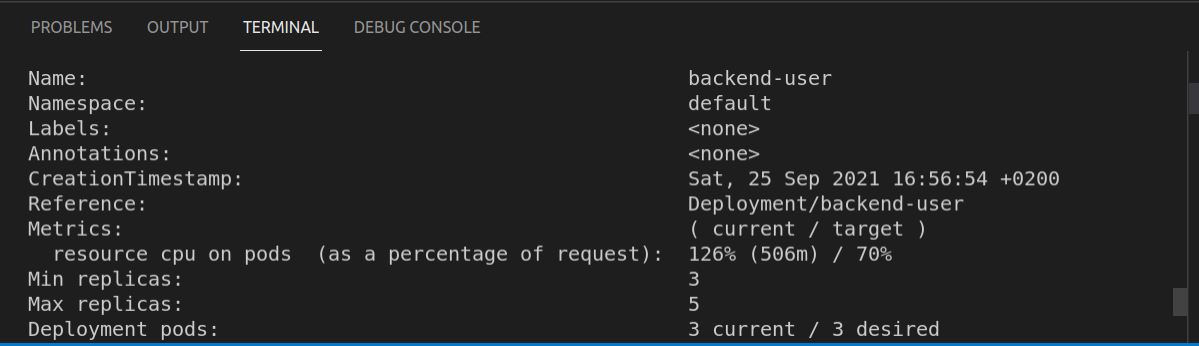 PROBLEMS OUTPUT TERMINAL DEBUG CONSOLE
Name: backend-user
Namespace: default
Labels: <none>
Annotations: <none>
CreationTimestamp: Sat, 25 Sep 2021 16:56:54 +0200
Reference: Deployment/backend-user
Metrics: ( current / target )
resource cpu on pods  (as a percentage of request): 126% (506m) / 70%
Min replicas: 3
Max replicas: 5
Deployment pods: 3 current / 3 desired